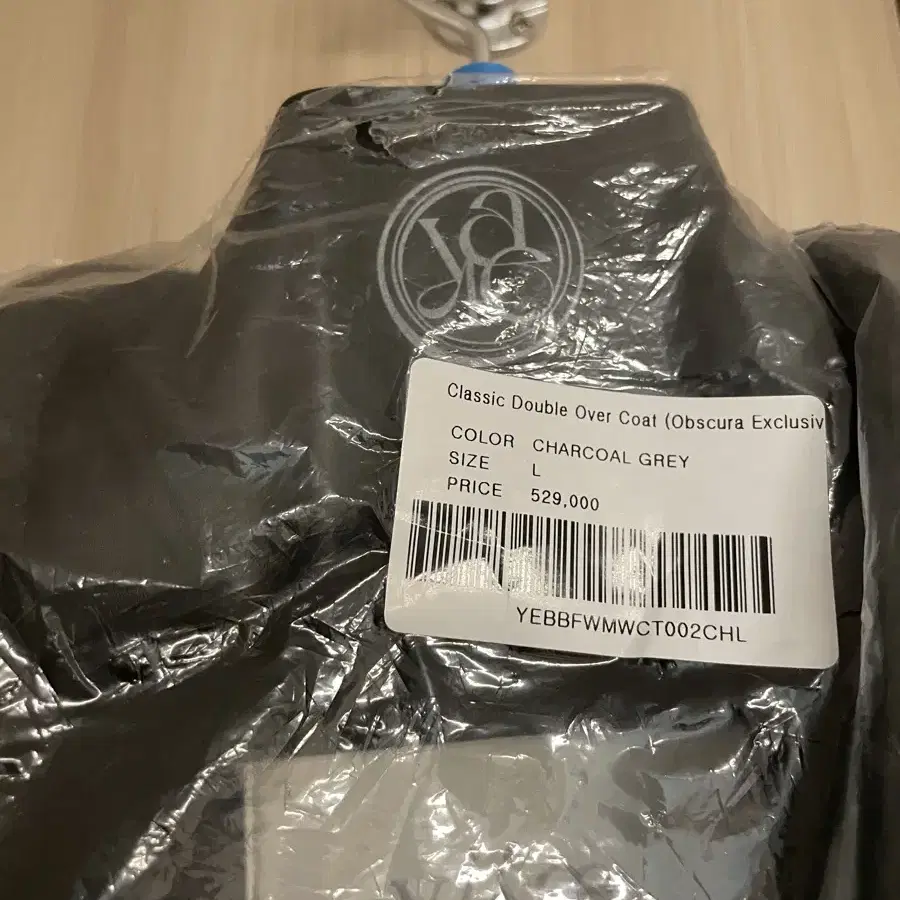 Classic Double Over Coat (Obscura Exclusiv
COLOR CHARCOAL GREY
SIZE L
PRICE 529,000
YEBBFWMWCT002CHL